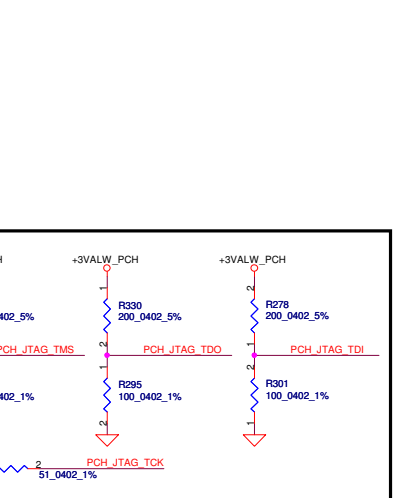 H
+3VALW_PCH
+3VALW_PCH
1
R330
200_0402_5%
2
2
R278
200_0402_5%
1
402_5%
PCH_JTAG_TMS
PCH_JTAG_TDO
PCH_JTAG_TDI
402_1%
1
R295
100_0402_1%
2
2
R301
100_0402_1%
1
2
PCH_JTAG_TCK
51_0402_1%